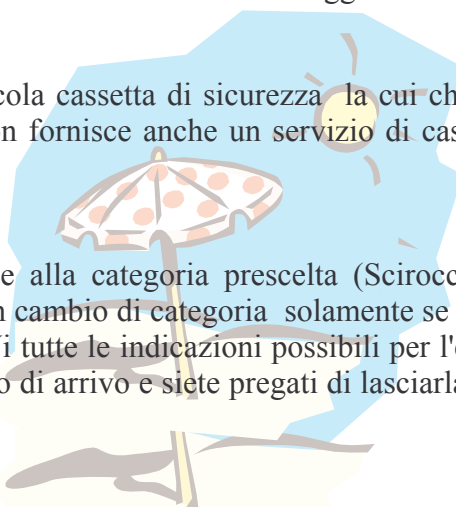 cola cassetta di sicurezza la cui ch
n fornisce anche un servizio di cas
e alla categoria prescelta (Scirocc
n cambio di categoria solamente se
i tutte le indicazioni possibili per l'
o di arrivo e siete pregati di lasciarla